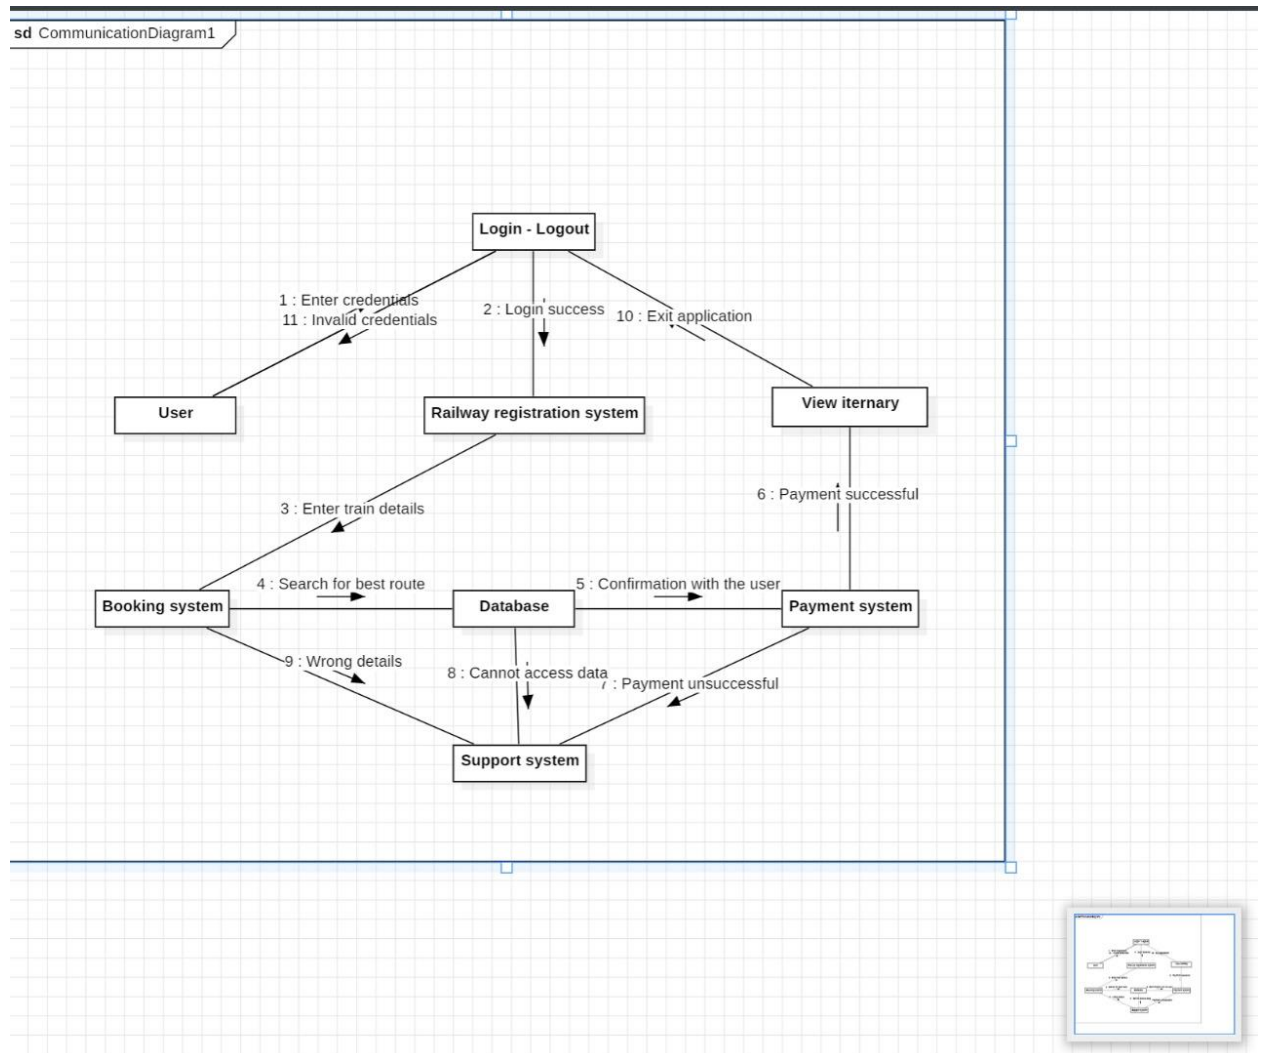 sd CommunicationDiagram1
Login - Logout
1 : Enter credentials
11 : Invalid credentials
2 : Login success
10 : Exit application
User
Railway registration system
View iternary
3 : Enter train details
6 : Payment successful
4 : Search for best route
5 : Confirmation with the user
Booking system
Database
Payment system
9 : Wrong details
8 : Cannot access data
7 : Payment unsuccessful
Support system